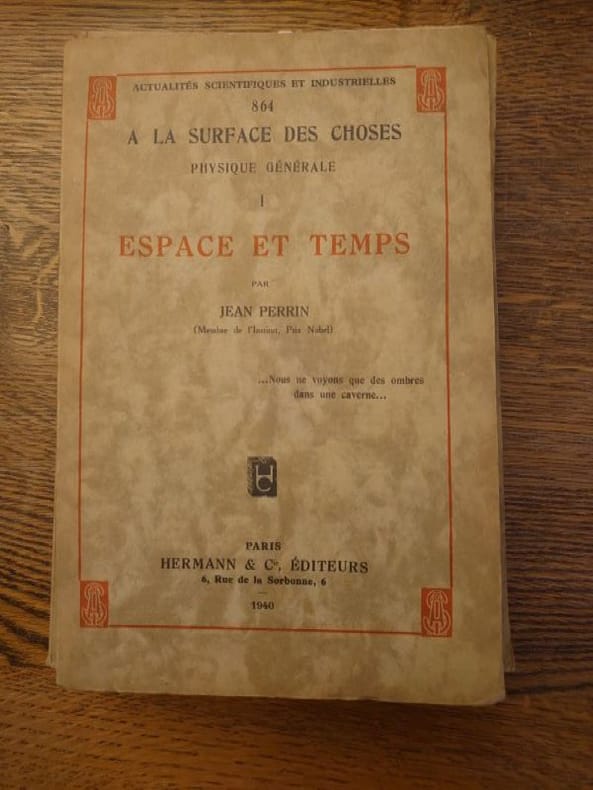 ACTUALITÉS SCIENTIFIQUES ET INDUSTRIELLES
864
A LA SURFACE DES CHOSES
PHYSIQUE GÉNÉRALE
I
ESPACE ET TEMPS
PAR
JEAN PERRIN
(Membre de l'Institut, Prix Nobel)
...Nous ne voyons que des ombres
dans une caverne...
HC
PARIS
HERMANN & Cie, ÉDITEURS
6, Rue de la Sorbonne, 6
1940